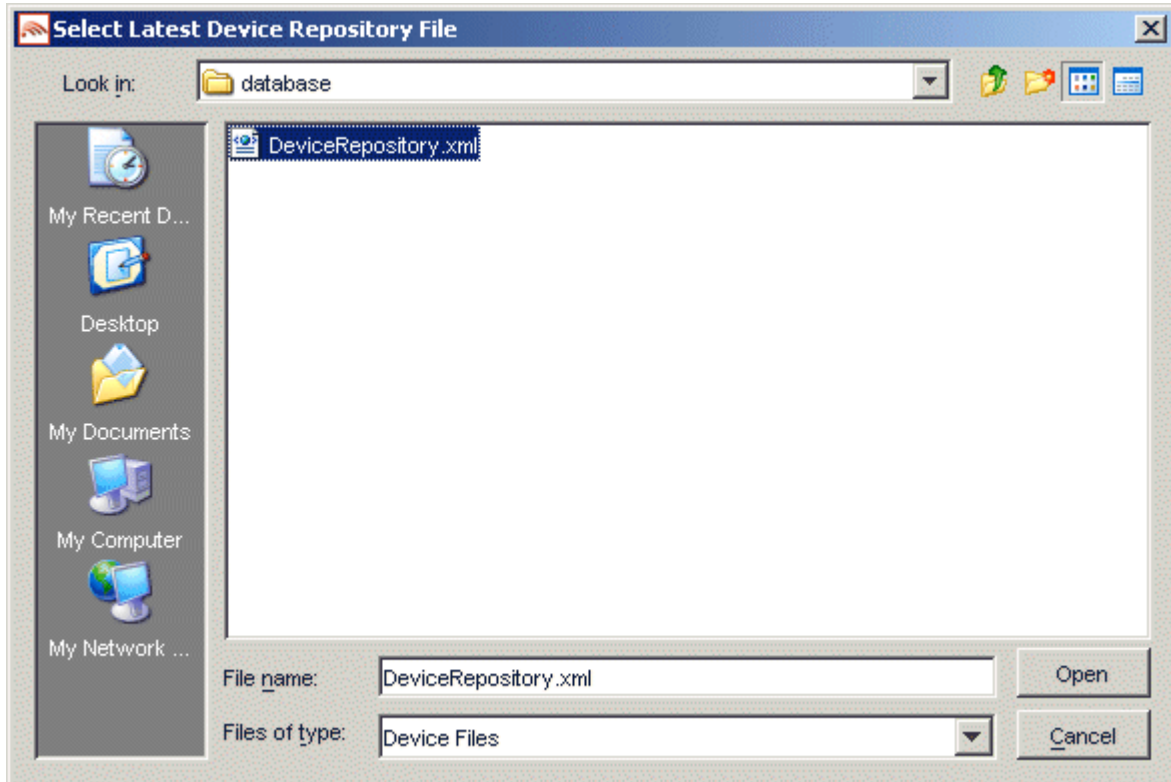 Select Latest Device Repository File
Look in: database
DeviceRepository.xml
My Recent D...
Desktop
My Documents
My Computer
My Network ...
File name: DeviceRepository.xml Open
Files of type: Device Files Cancel